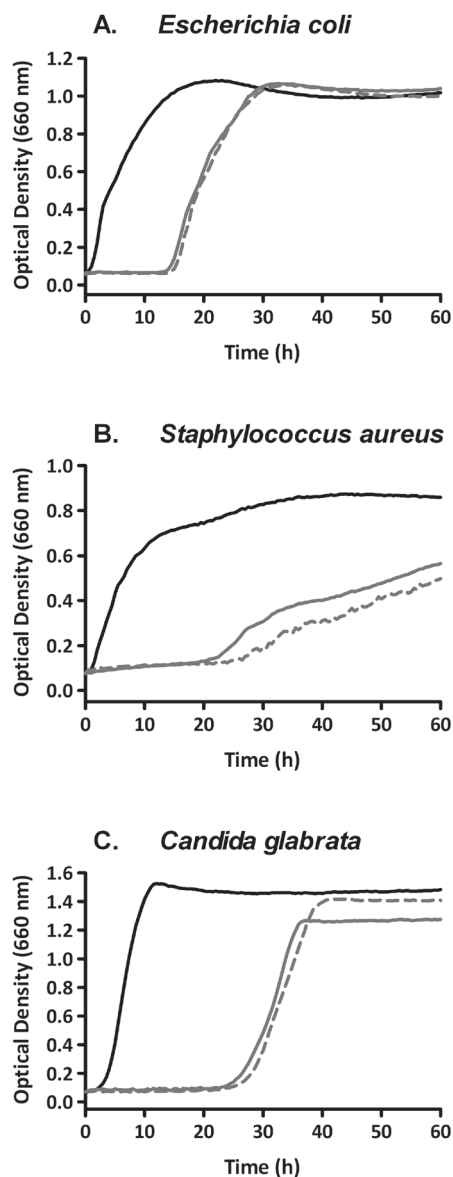 A. Escherichia coli
Optical Density (660 nm)
1.2
1.0
0.8
0.6
0.4
0.2
0.0
0 10 20 30 40 50 60
Time (h)
B. Staphylococcus aureus
Optical Density (660 nm)
1.0
0.8
0.6
0.4
0.2
0.0
0 10 20 30 40 50 60
Time (h)
C. Candida glabrata
Optical Density (660 nm)
1.6
1.4
1.2
1.0
0.8
0.6
0.4
0.2
0.0
0 10 20 30 40 50 60
Time (h)